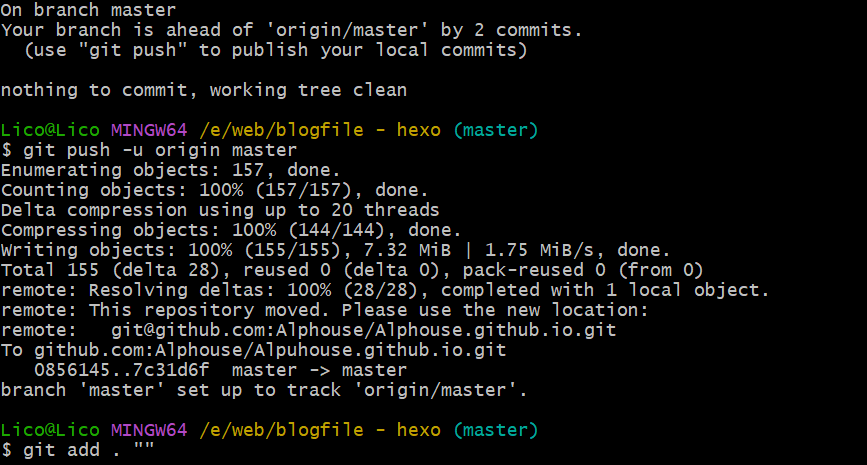 On branch master
Your branch is ahead of 'origin/master' by 2 commits.
  (use "git push" to publish your local commits)
nothing to commit, working tree clean
Lico@Lico MINGW64 /e/web/blogfile - hexo (master)
$ git push -u origin master
Enumerating objects: 157, done.
Counting objects: 100% (157/157), done.
Delta compression using up to 20 threads
Compressing objects: 100% (144/144), done.
Writing objects: 100% (155/155), 7.32 MiB | 1.75 MiB/s, done.
Total 155 (delta 28), reused 0 (delta 0), pack-reused 0 (from 0)
remote: Resolving deltas: 100% (28/28), completed with 1 local object.
remote: This repository moved. Please use the new location:
remote:   git@github.com:Alphouse/Alphouse.github.io.git
To github.com:Alphouse/Alpuhouse.github.io.git
   0856145..7c31d6f  master -> master
branch 'master' set up to track 'origin/master'.
Lico@Lico MINGW64 /e/web/blogfile - hexo (master)
$ git add . ""